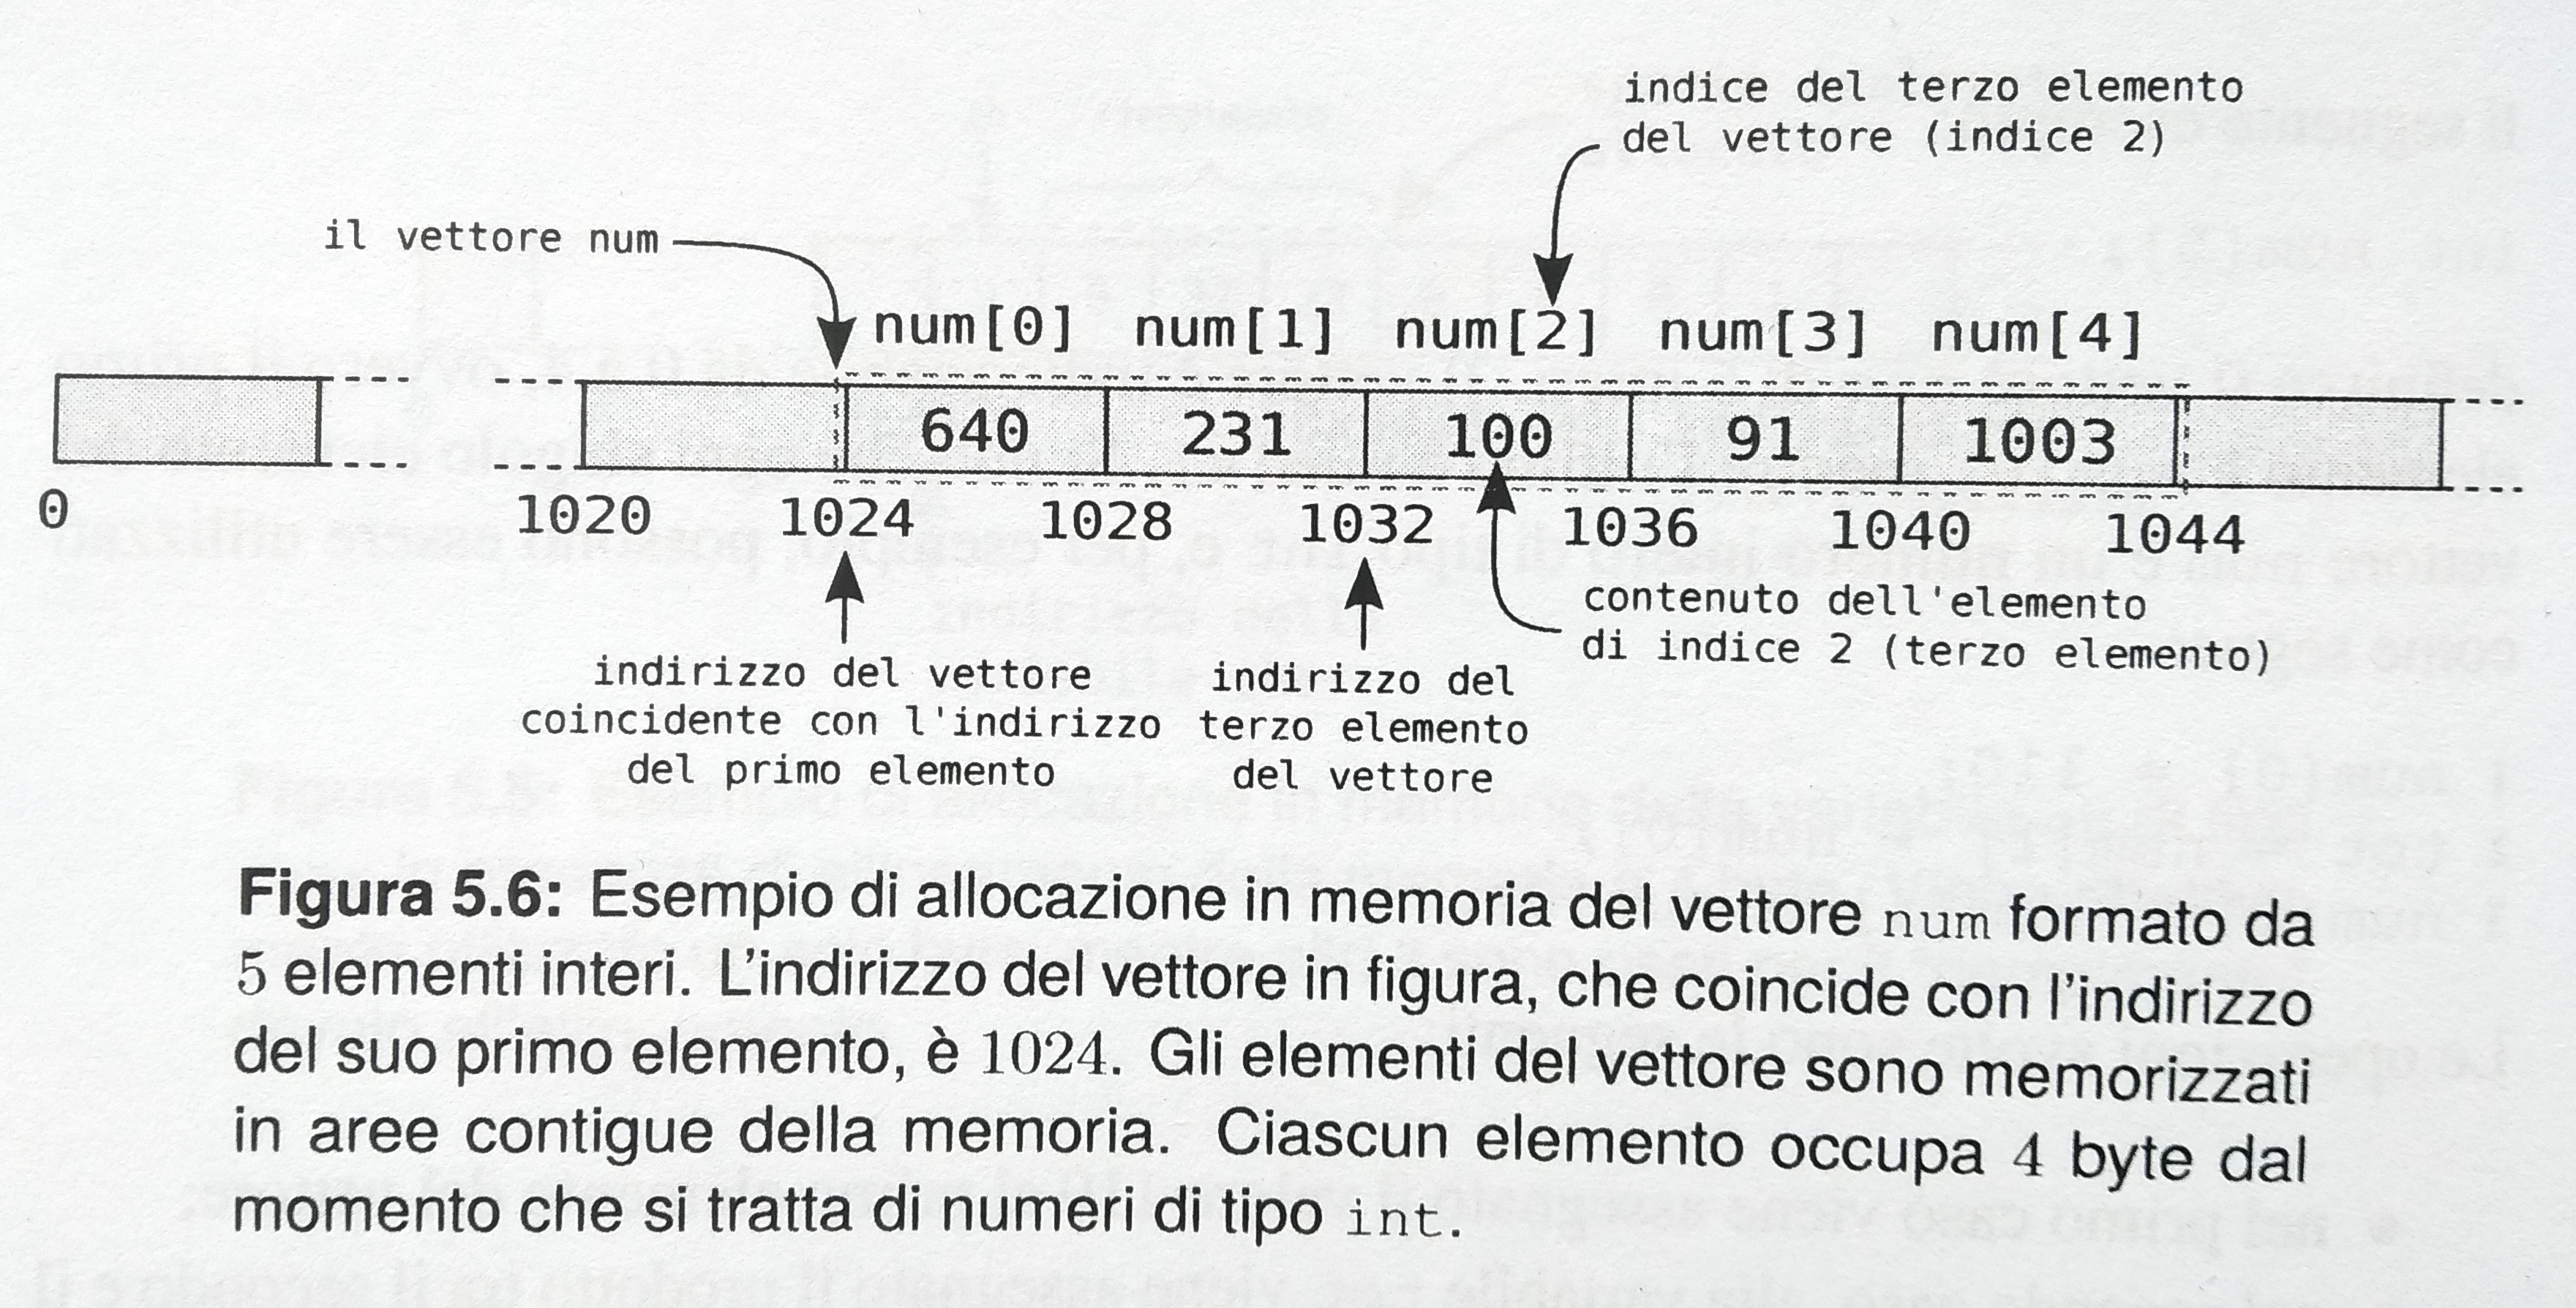 indice del terzo elemento
del vettore (indice 2)
il vettore num
num[0] num[1] num[2] num[3] num[4]
640 231 100 91 1003
0 1020 1024 1028 1032 1036 1040 1044
contenuto dell'elemento
di indice 2 (terzo elemento)
indirizzo del vettore
coincidente con l'indirizzo
del primo elemento
indirizzo del
terzo elemento
del vettore
Figura 5.6: Esempio di allocazione in memoria del vettore num formato da
5 elementi interi. L'indirizzo del vettore in figura, che coincide con l'indirizzo
del suo primo elemento, è 1024. Gli elementi del vettore sono memorizzati
in aree contigue della memoria. Ciascun elemento occupa 4 byte dal
momento che si tratta di numeri di tipo int.